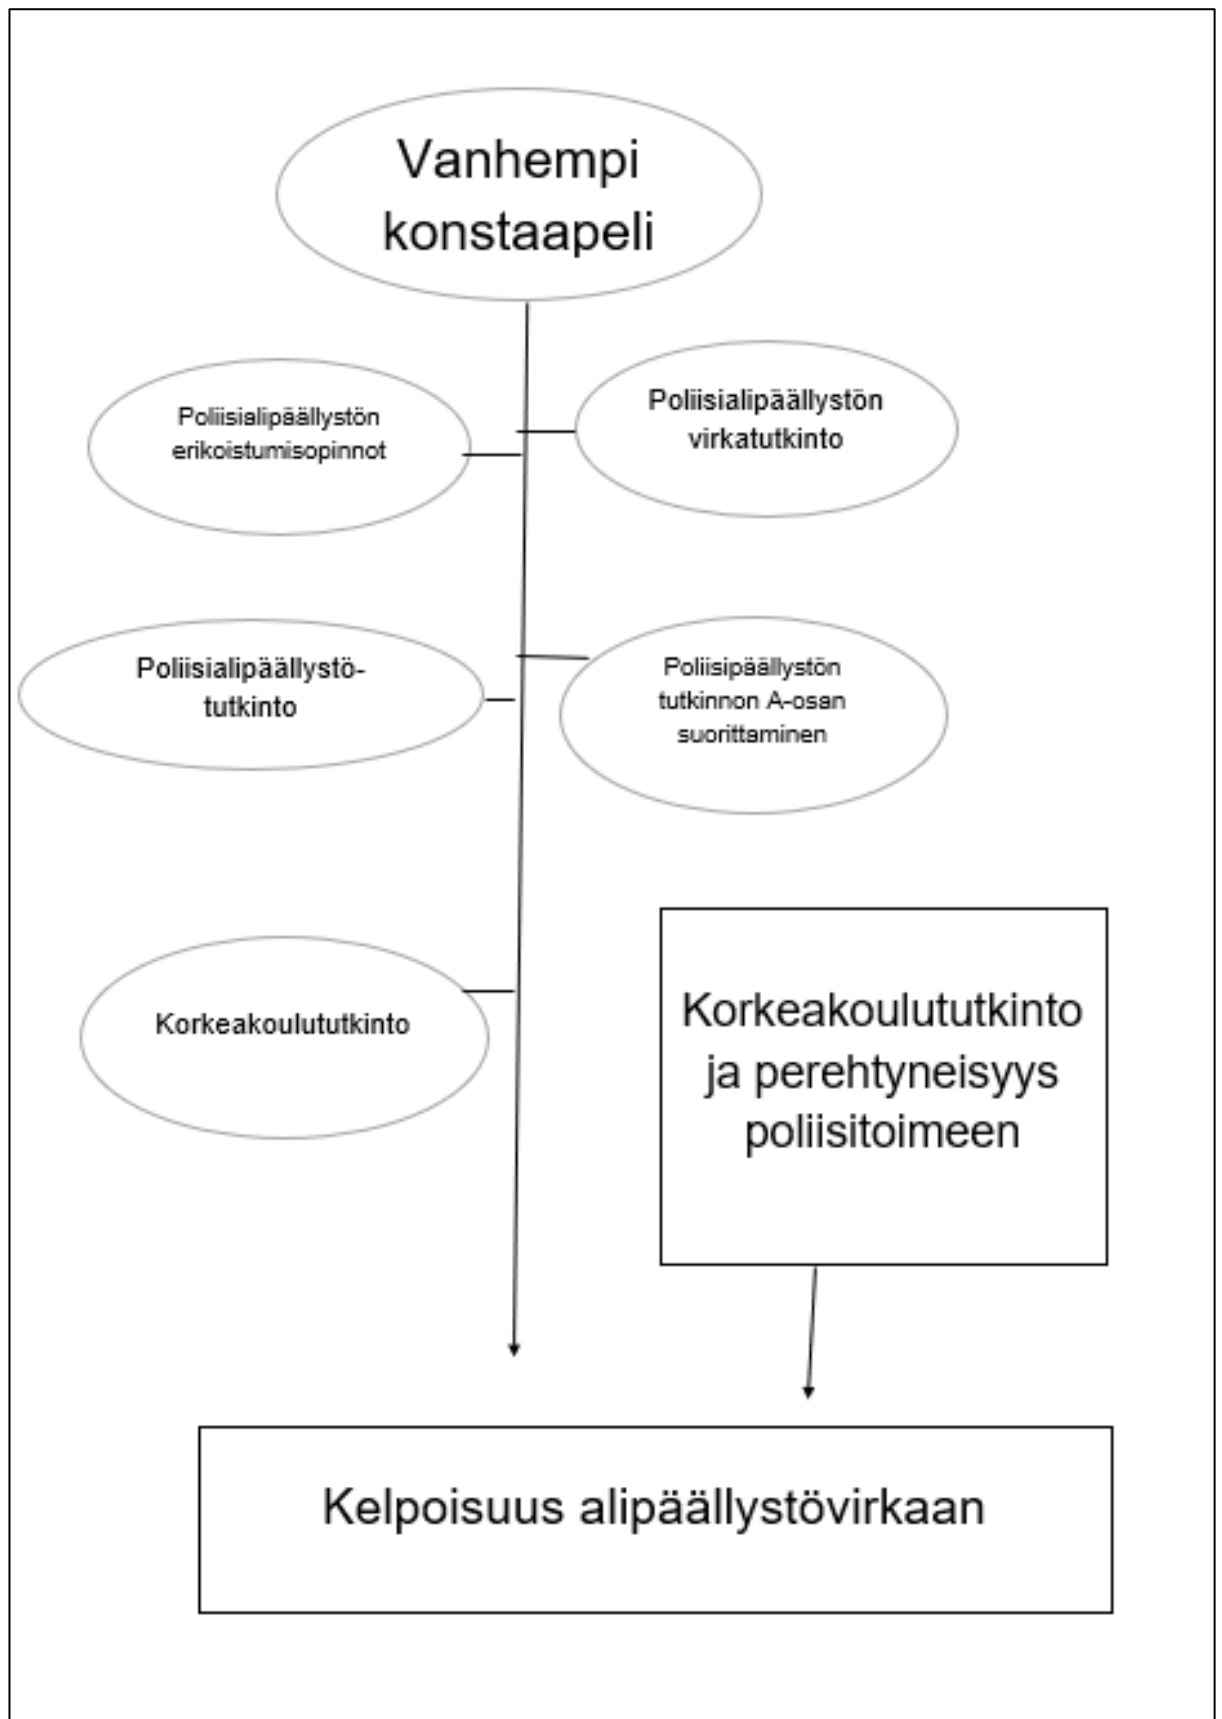 Vanhempi
konstaapeli
Poliisialipäällystön
erikoistumisopinnot
Poliisialipäällystön
virkatutkinto
Poliisialipäällystö-
tutkinto
Poliisipäällystön
tutkinnon A-osan
suorittaminen
Korkeakoulututkinto
Korkeakoulututkinto
ja perehtyneisyys
poliisitoimeen
Kelpoisuus alipäällystövirkaan